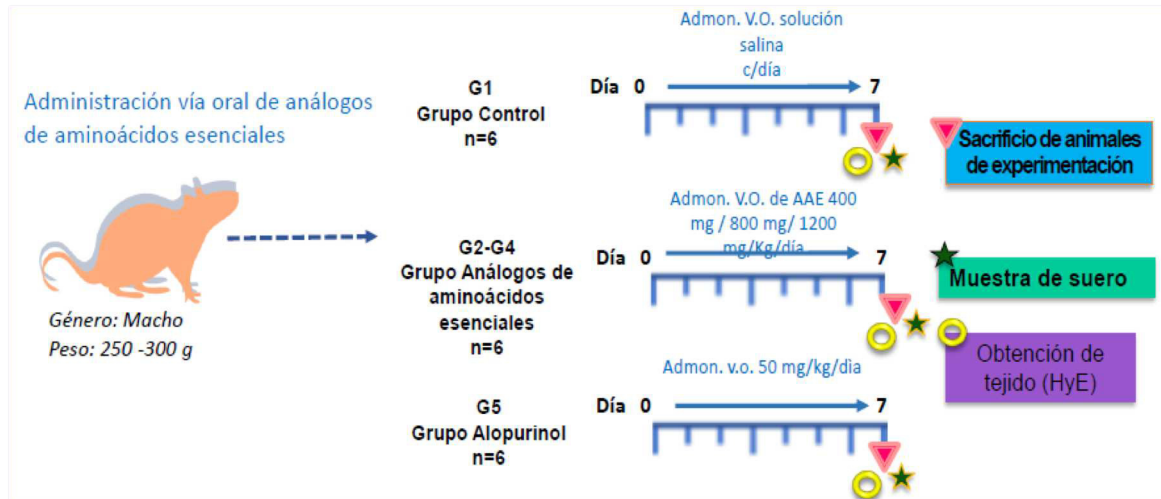 Administración vía oral de análogos
de aminoácidos esenciales
Género: Macho
Peso: 250 -300 g
G1
Grupo Control
n=6
Admon. V.O. solución
salina
c/día
Día 0 7
G2-G4
Grupo Análogos de
aminoácidos
esenciales
n=6
Admon. V.O. de AAE 400
mg / 800 mg/ 1200
mg/Kg/día
Día 0 7
G5
Grupo Alopurinol
n=6
Admon. v.o. 50 mg/kg/dia
Día 0 7
Sacrificio de animales
de experimentación
Muestra de suero
Obtención de
tejido (HyE)